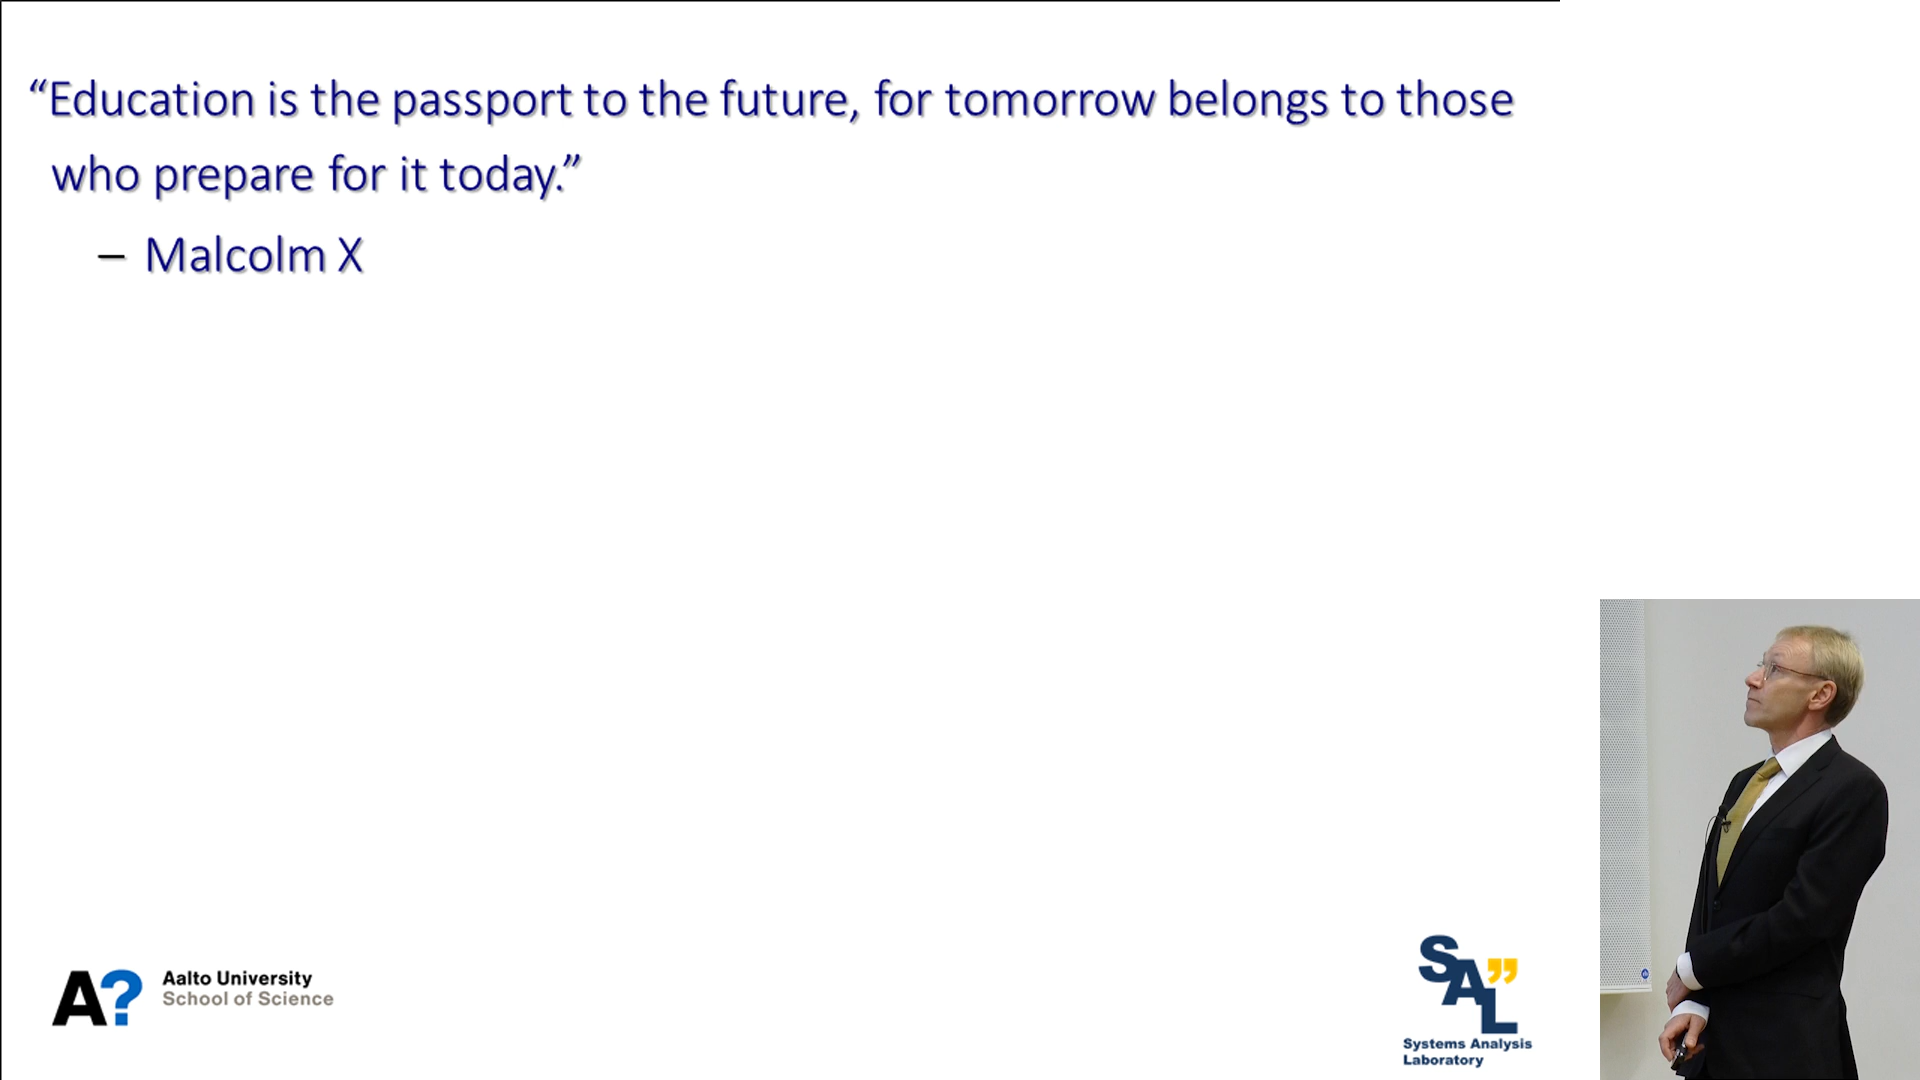 “Education is the passport to the future, for tomorrow belongs to those
who prepare for it today.”
– Malcolm X
A?
Aalto University
School of Science
SAL
Systems Analysis
Laboratory